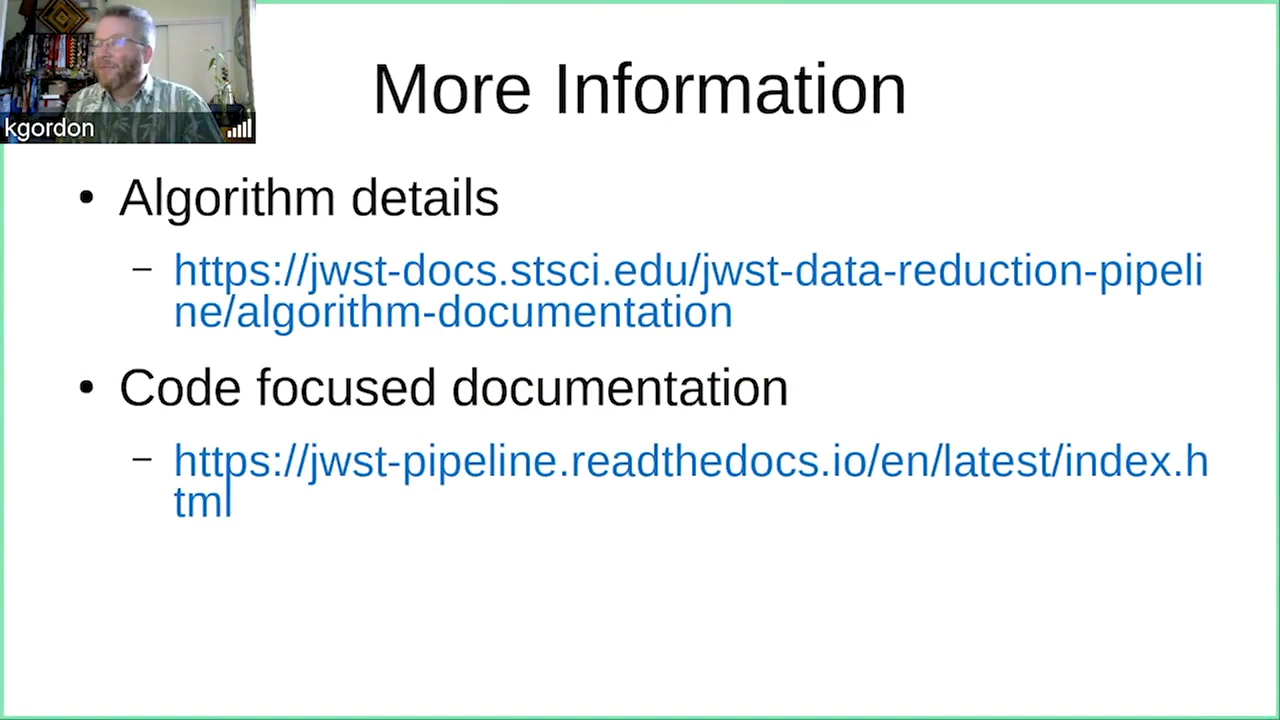 More Information
kgordon
• Algorithm details
– https://jwst-docs.stsci.edu/jwst-data-reduction-pipeli
ne/algorithm-documentation
• Code focused documentation
– https://jwst-pipeline.readthedocs.io/en/latest/index.h
tml